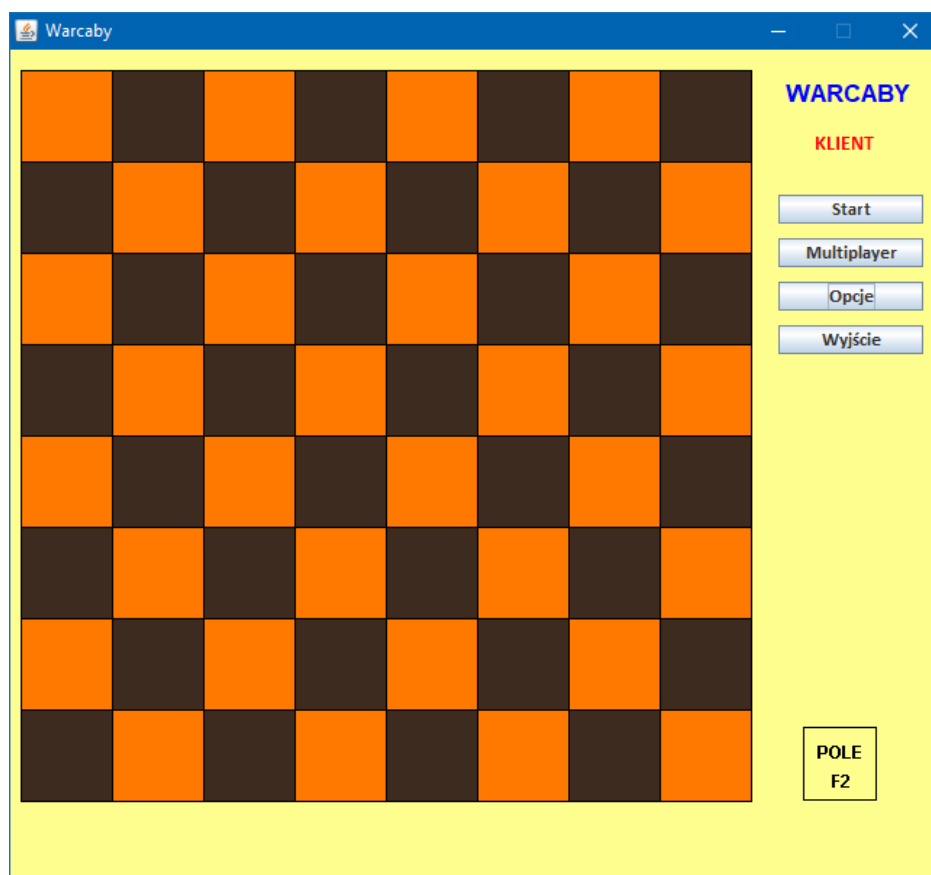 Warcaby
WARCABY
KLIENT
Start
Multiplayer
Opcje
Wyjście
POLE
F2